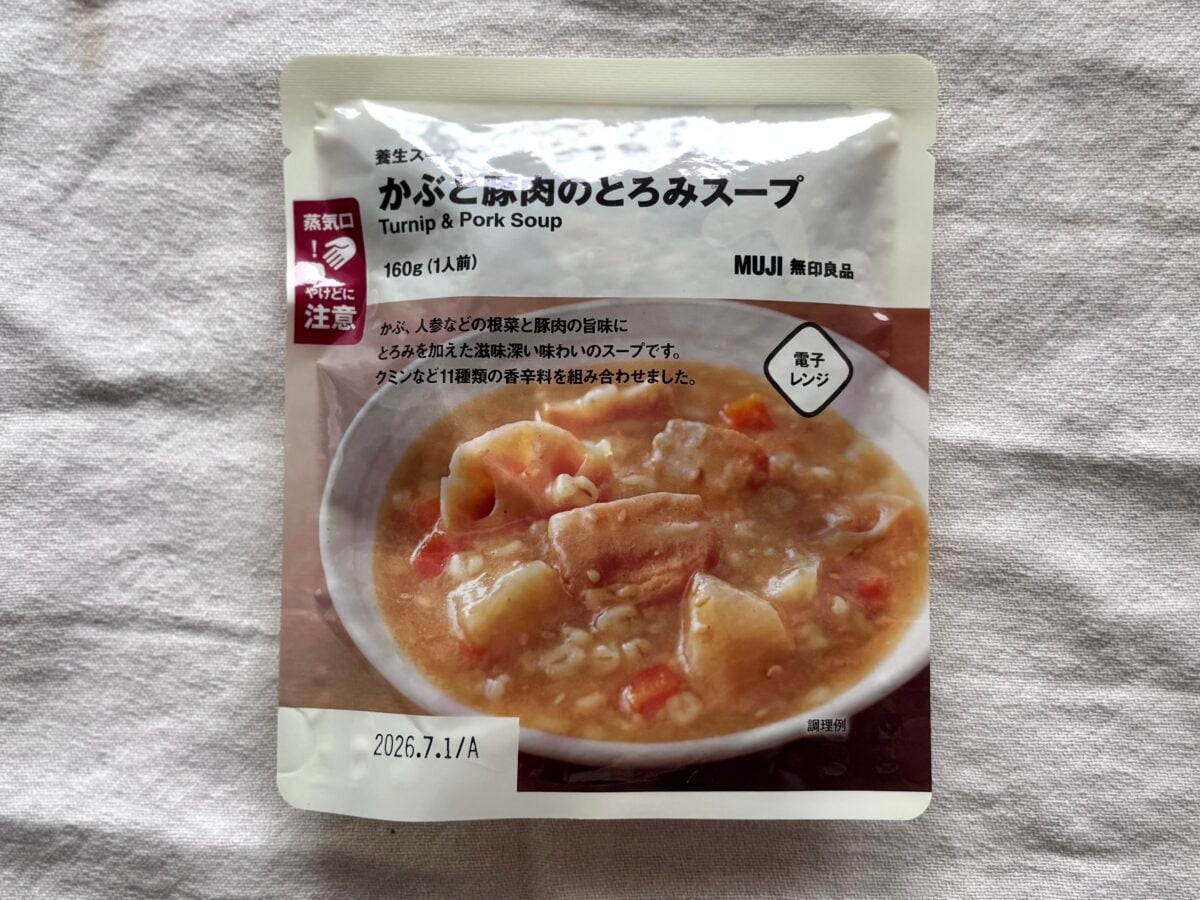 養生ス
かぶと豚肉のとろみスープ
Turnip & Pork Soup
160g (1人前)
MUJI 無印良品
蒸気口
!
やけどに
注意
かぶ、人参などの根菜と豚肉の旨味に
とろみを加えた滋味深い味わいのスープです。
クミンなど11種類の香辛料を組み合わせました。
電子
レンジ
調理例
2026.7.1/A